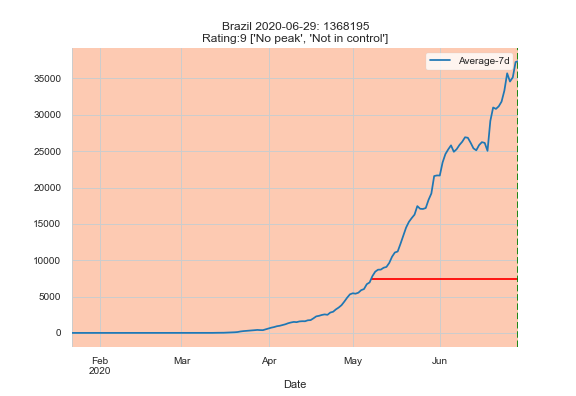 Brazil 2020-06-29: 1368195
Rating:9 ['No peak', 'Not in control']
Average-7d
35000
30000
25000
20000
15000
10000
5000
0
Feb
2020
Mar
Apr
May
Jun
Date